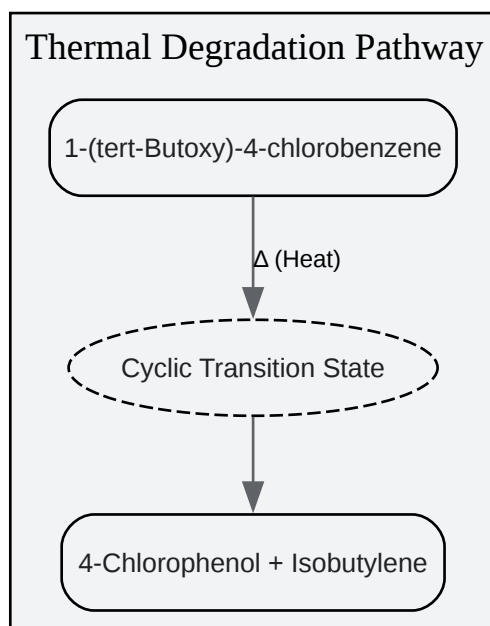 Thermal Degradation Pathway
1-(tert-Butoxy)-4-chlorobenzene
Δ (Heat)
Cyclic Transition State
4-Chlorophenol + Isobutylene